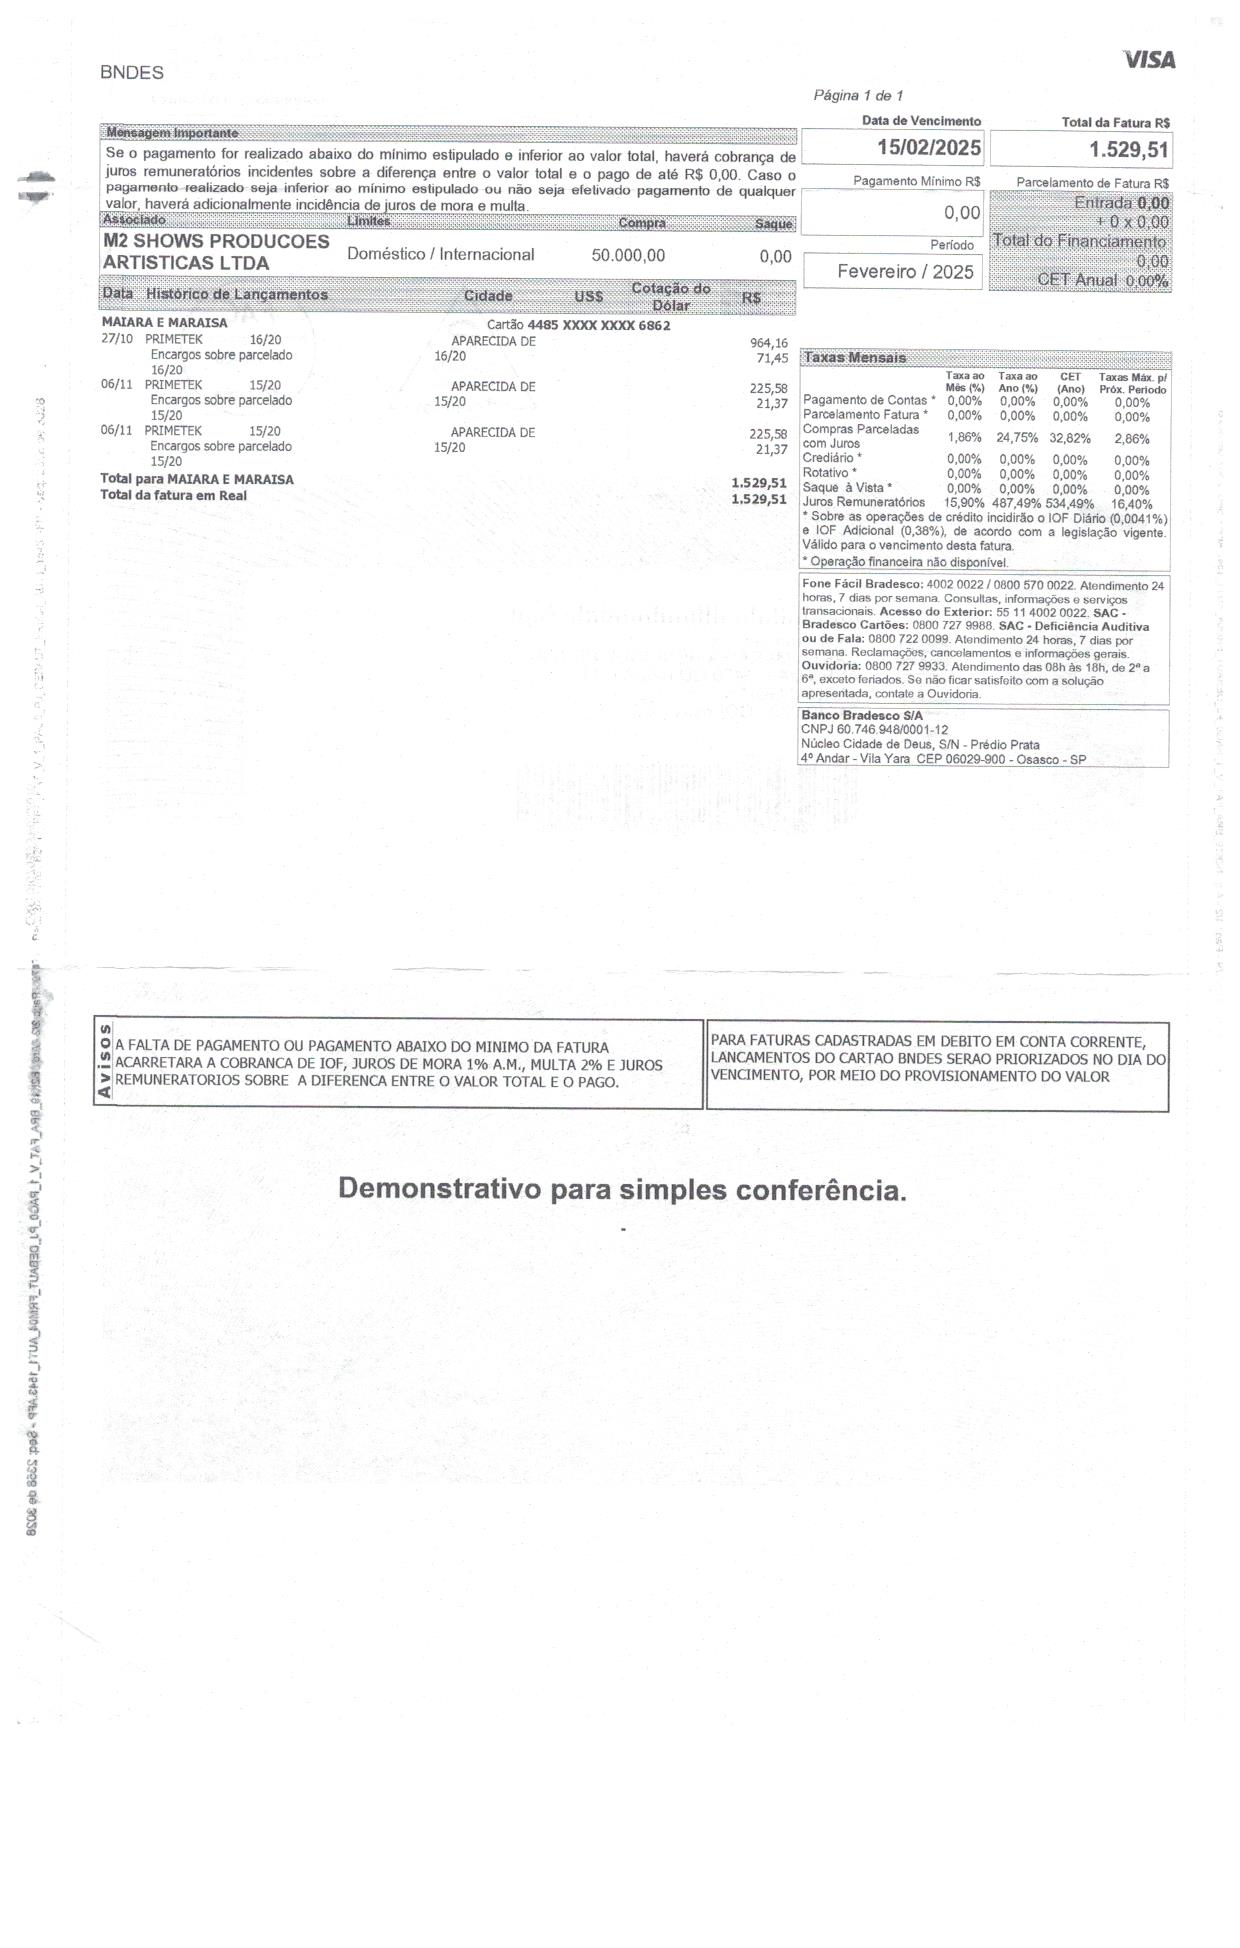 BNDES
VISA
Página 1 de 1
Mensagem Importante
Se o pagamento for realizado abaixo do mínimo estipulado e inferior ao valor total, haverá cobrança de
juros remuneratórios incidentes sobre a diferença entre o valor total e o pago de até R$ 0,00. Caso o
pagamento realizado seja inferior ao mínimo estipulado ou não seja efetivado pagamento de qualquer
valor, haverá adicionalmente incidência de juros de mora e multa.
Data de Vencimento Total da Fatura R$
15/02/2025 1.529,51
Pagamento Mínimo R$ Parcelamento de Fatura R$
0,00 Entrada 0,00
+ 0 x 0,00
Período Total do Financiamento
0,00
Fevereiro / 2025 CET Anual 0,00%
Associado Limites Compra Saque
M2 SHOWS PRODUCOES
ARTISTICAS LTDA Doméstico / Internacional 50.000,00 0,00
Data Histórico de Lançamentos Cidade US$ Cotação do Dólar R$
MAIARA E MARAISA Cartão 4485 XXXX XXXX 6862
27/10 PRIMETEK 16/20 APARECIDA DE 964,16
Encargos sobre parcelado 16/20 71,45
16/20
06/11 PRIMETEK 15/20 APARECIDA DE 225,58
Encargos sobre parcelado 15/20 21,37
15/20
06/11 PRIMETEK 15/20 APARECIDA DE 225,58
Encargos sobre parcelado 15/20 21,37
15/20
Total para MAIARA E MARAISA 1.529,51
Total da fatura em Real 1.529,51
Taxas Mensais
Taxa ao Mês (%) Taxa ao Ano (%) CET (Ano) Taxas Máx. p/ Próx. Período
Pagamento de Contas * 0,00% 0,00% 0,00% 0,00%
Parcelamento Fatura * 0,00% 0,00% 0,00% 0,00%
Compras Parceladas
com Juros 1,86% 24,75% 32,82% 2,86%
Crediário * 0,00% 0,00% 0,00% 0,00%
Rotativo * 0,00% 0,00% 0,00% 0,00%
Saque à Vista * 0,00% 0,00% 0,00% 0,00%
Juros Remuneratórios 15,90% 487,49% 534,49% 16,40%
* Sobre as operações de crédito incidirão o IOF Diário (0,0041%)
e IOF Adicional (0,38%), de acordo com a legislação vigente.
Válido para o vencimento desta fatura.
* Operação financeira não disponível.
Fone Fácil Bradesco: 4002 0022 / 0800 570 0022. Atendimento 24
horas, 7 dias por semana. Consultas, informações e serviços
transacionais. Acesso do Exterior: 55 11 4002 0022. SAC -
Bradesco Cartões: 0800 727 9988. SAC - Deficiência Auditiva
ou de Fala: 0800 722 0099. Atendimento 24 horas, 7 dias por
semana. Reclamações, cancelamentos e informações gerais.
Ouvidoria: 0800 727 9933. Atendimento das 08h às 18h, de 2ª a
6ª, exceto feriados. Se não ficar satisfeito com a solução
apresentada, contate a Ouvidoria.
Banco Bradesco S/A
CNPJ 60.746.948/0001-12
Núcleo Cidade de Deus, S/N - Prédio Prata
4º Andar - Vila Yara CEP 06029-900 - Osasco - SP
Avisos
A FALTA DE PAGAMENTO OU PAGAMENTO ABAIXO DO MINIMO DA FATURA
ACARRETARA A COBRANCA DE IOF, JUROS DE MORA 1% A.M., MULTA 2% E JUROS
REMUNERATORIOS SOBRE A DIFERENCA ENTRE O VALOR TOTAL E O PAGO.
PARA FATURAS CADASTRADAS EM DEBITO EM CONTA CORRENTE,
LANCAMENTOS DO CARTAO BNDES SERAO PRIORIZADOS NO DIA DO
VENCIMENTO, POR MEIO DO PROVISIONAMENTO DO VALOR
Demonstrativo para simples conferência.